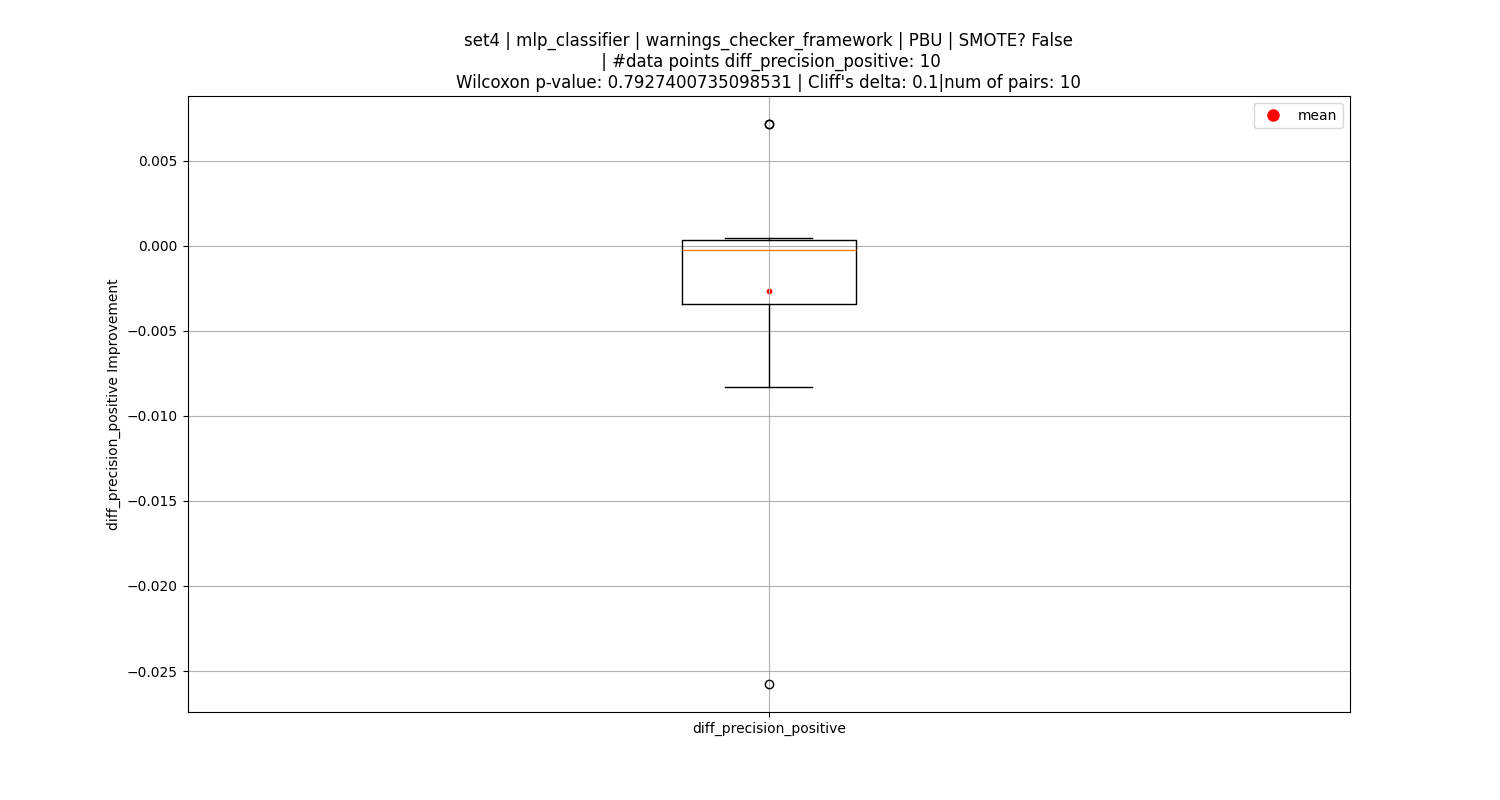 set4 | mlp_classifier | warnings_checker_framework | PBU | SMOTE? False
| #data points diff_precision_positive: 10
Wilcoxon p-value: 0.7927400735098531 | Cliff's delta: 0.1|num of pairs: 10
mean
0.005
0.000
−0.005
−0.010
−0.015
−0.020
−0.025
diff_precision_positive Improvement
diff_precision_positive